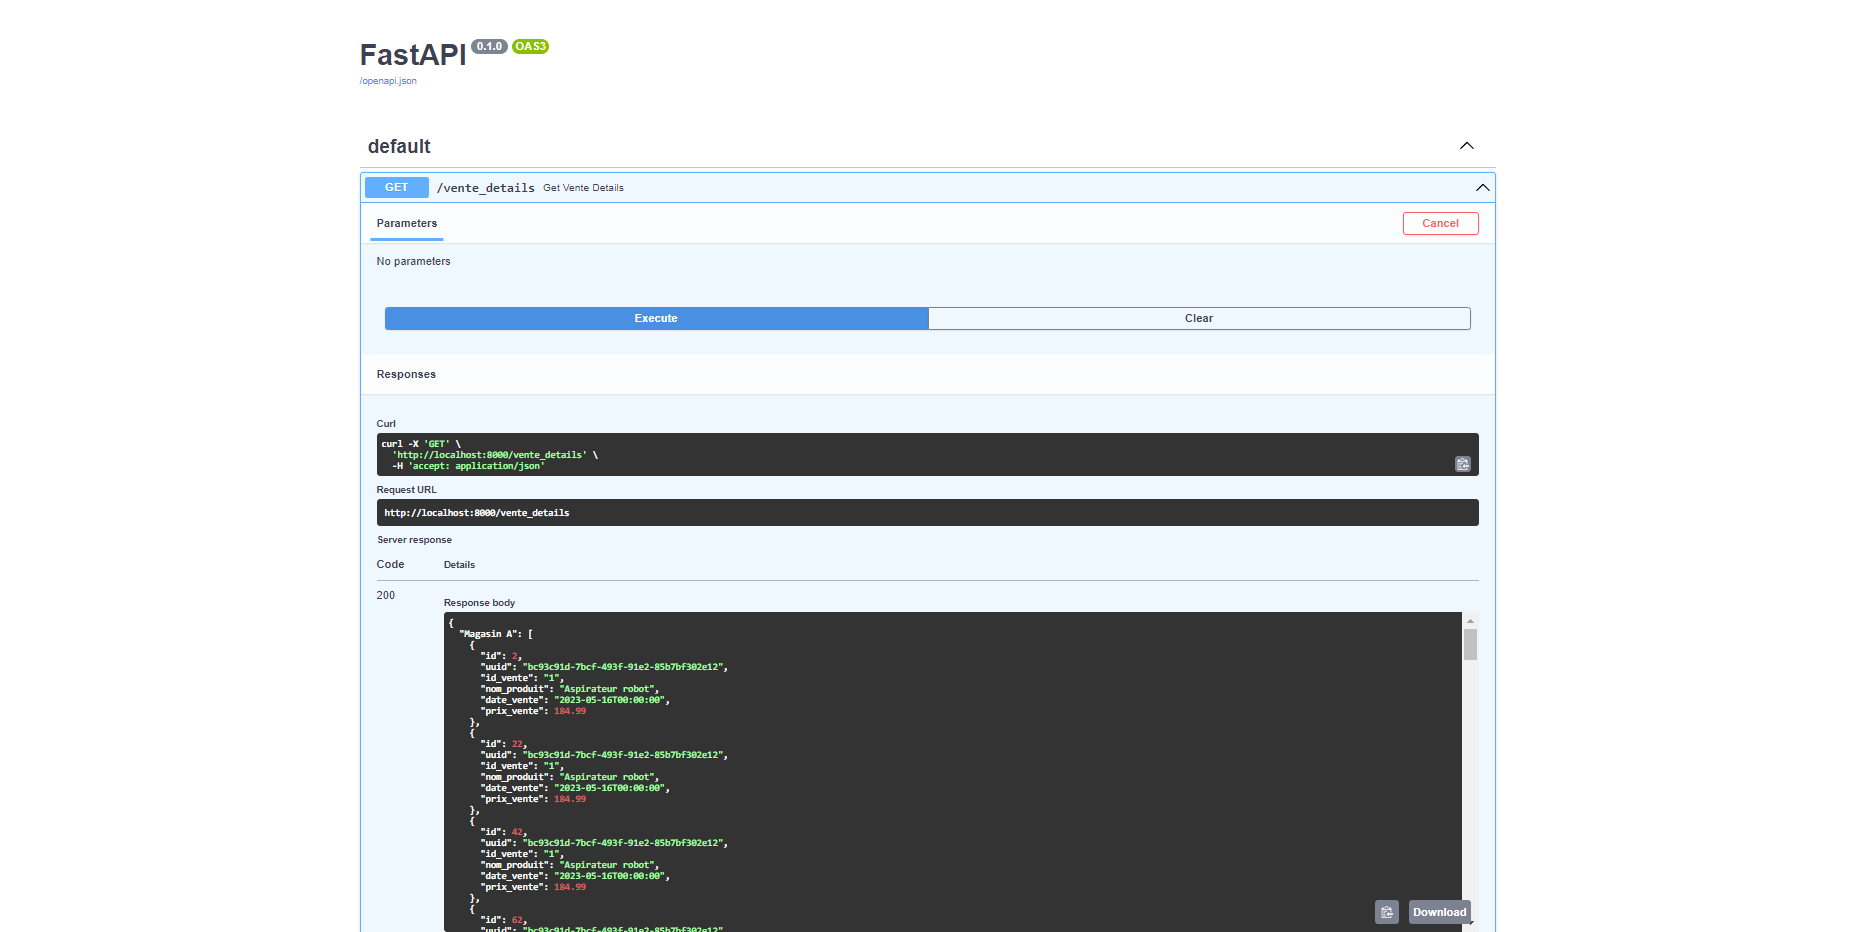 FastAPI 0.1.0 OAS3
/openapi.json
default
GET /vente_details Get Vente Details
Parameters Cancel
No parameters
Execute Clear
Responses
Curl
curl -X 'GET' \
  'http://localhost:8000/vente_details' \
  -H 'accept: application/json'
Request URL
http://localhost:8000/vente_details
Server response
Code Details
200
Response body
{
  "Magasin A": [
    {
      "id": 2,
      "uuid": "bc93c91d-7bcf-493f-91e2-85b7bf302e12",
      "id_vente": "1",
      "nom_produit": "Aspirateur robot",
      "date_vente": "2023-05-16T00:00:00",
      "prix_vente": 184.99
    },
    {
      "id": 22,
      "uuid": "bc93c91d-7bcf-493f-91e2-85b7bf302e12",
      "id_vente": "1",
      "nom_produit": "Aspirateur robot",
      "date_vente": "2023-05-16T00:00:00",
      "prix_vente": 184.99
    },
    {
      "id": 42,
      "uuid": "bc93c91d-7bcf-493f-91e2-85b7bf302e12",
      "id_vente": "1",
      "nom_produit": "Aspirateur robot",
      "date_vente": "2023-05-16T00:00:00",
      "prix_vente": 184.99
    },
    {
      "id": 62,
      "uuid": "bc93c91d-7bcf-493f-91e2-85b7bf302e12",
Download